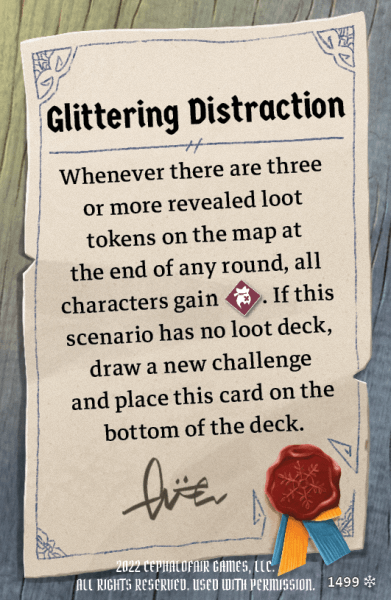 Glittering Distraction
Whenever there are three
or more revealed loot
tokens on the map at
the end of any round, all
characters gain . If this
scenario has no loot deck,
draw a new challenge
and place this card on the
bottom of the deck.
2022 CEPHALOFAIR GAMES, LLC.
ALL RIGHTS RESERVED. USED WITH PERMISSION.
1499